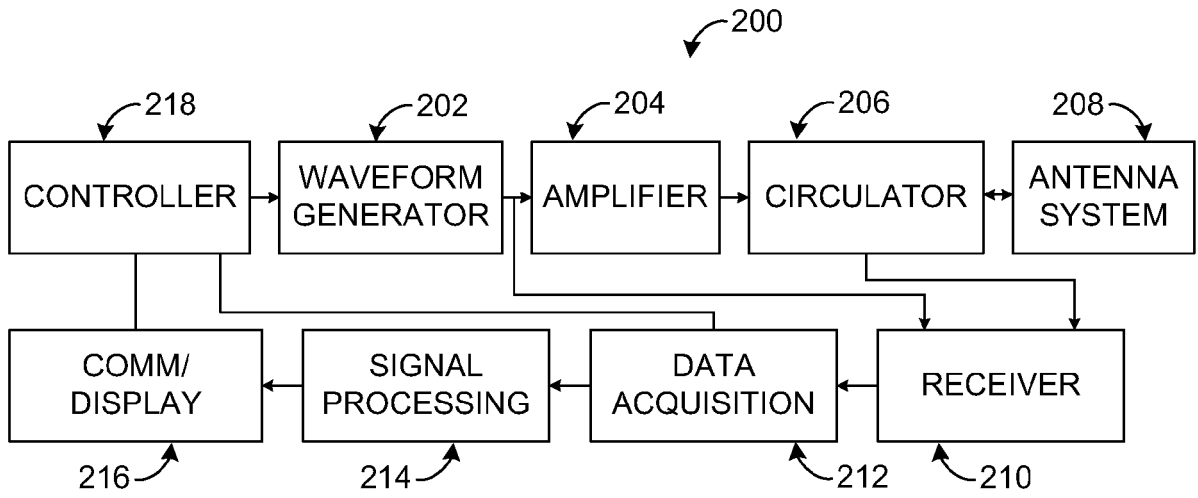 200
218
202
204
206
208
CONTROLLER
WAVEFORM
GENERATOR
AMPLIFIER
CIRCULATOR
ANTENNA
SYSTEM
COMM/
DISPLAY
SIGNAL
PROCESSING
DATA
ACQUISITION
RECEIVER
216
214
212
210